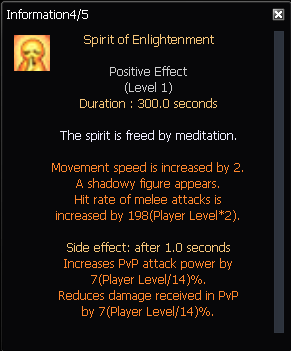 Information4/5
Spirit of Enlightenment
Positive Effect
(Level 1)
Duration : 300.0 seconds
The spirit is freed by meditation.
Movement speed is increased by 2.
A shadowy figure appears.
Hit rate of melee attacks is
increased by 198(Player Level*2).
Side effect: after 1.0 seconds
Increases PvP attack power by
7(Player Level/14)%.
Reduces damage received in PvP
by 7(Player Level/14)%.